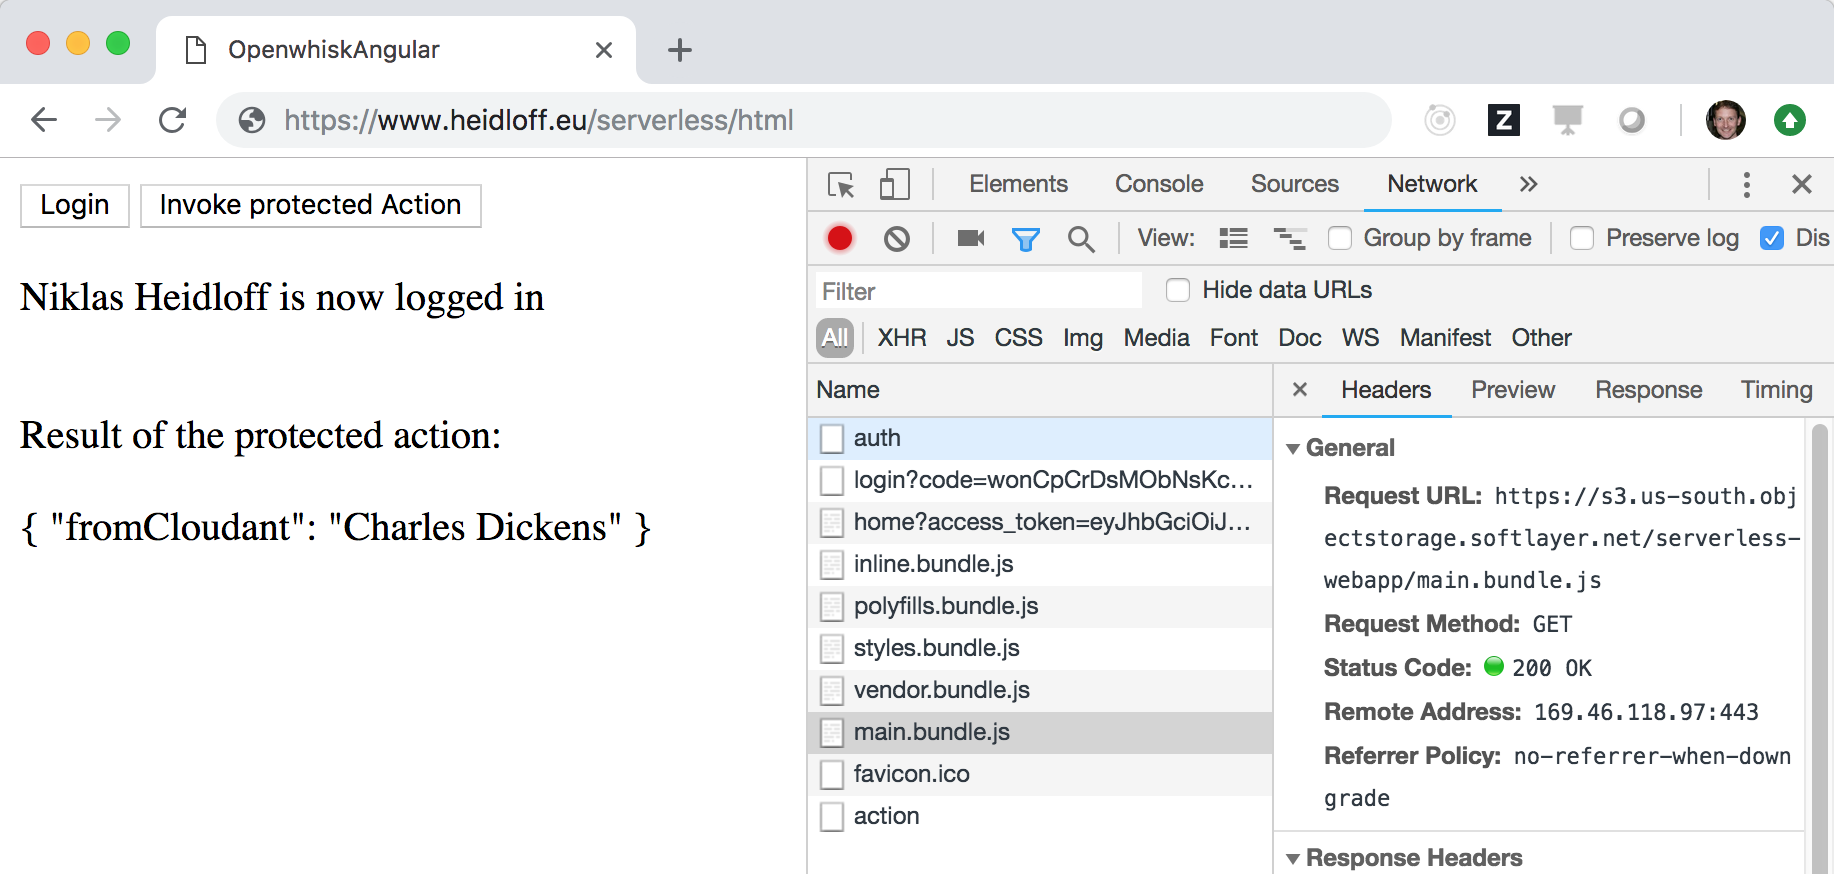 OpenwhiskAngular
https://www.heidloff.eu/serverless/html
Z
Login
Invoke protected Action
Niklas Heidloff is now logged in
Result of the protected action:
{ "fromCloudant": "Charles Dickens" }
Elements Console Sources Network »
View: Group by frame Preserve log Dis
Filter Hide data URLs
All XHR JS CSS Img Media Font Doc WS Manifest Other
Name
auth
login?code=wonCpCrDsMObNsKc...
home?access_token=eyJhbGciOiJ...
inline.bundle.js
polyfills.bundle.js
styles.bundle.js
vendor.bundle.js
main.bundle.js
favicon.ico
action
Headers Preview Response Timing
General
Request URL: https://s3.us-south.obj
ectstorage.softlayer.net/serverless-
webapp/main.bundle.js
Request Method: GET
Status Code: 200 OK
Remote Address: 169.46.118.97:443
Referrer Policy: no-referrer-when-down
grade
Response Headers